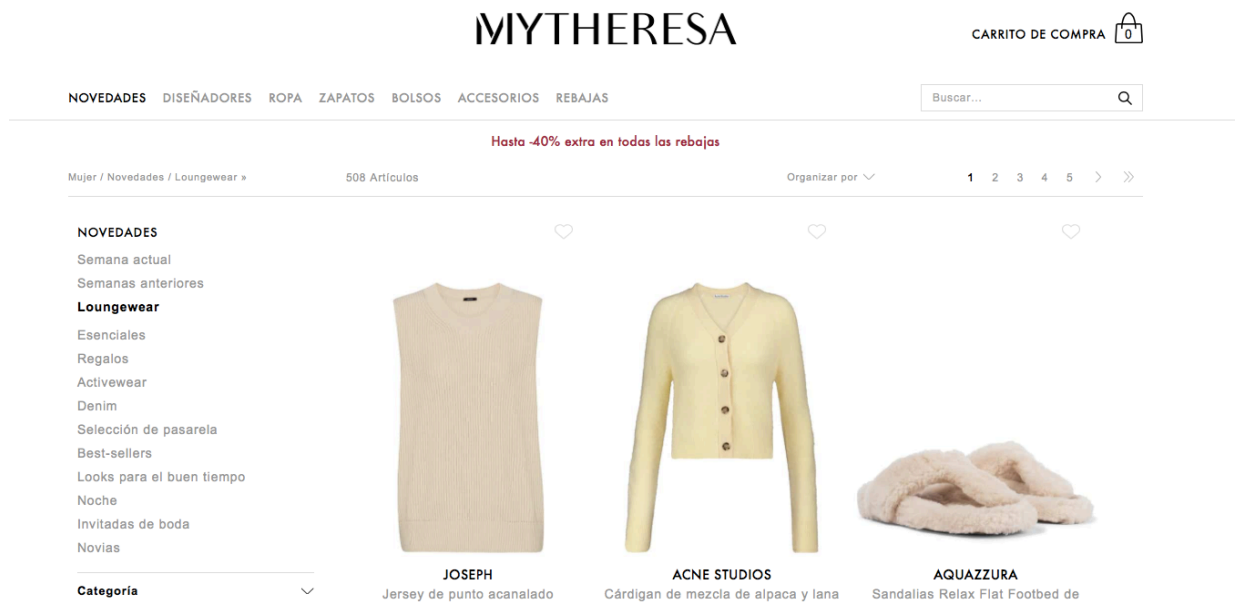 MYTHERESA
CARRITO DE COMPRA 0
NOVEDADES DISEÑADORES ROPA ZAPATOS BOLSOS ACCESORIOS REBAJAS
Buscar...
Hasta -40% extra en todas las rebajas
Mujer / Novedades / Loungewear »
508 Artículos
Organizar por
1 2 3 4 5
NOVEDADES
Semana actual
Semanas anteriores
Loungewear
Esenciales
Regalos
Activewear
Denim
Selección de pasarela
Best-sellers
Looks para el buen tiempo
Noche
Invitadas de boda
Novias
Categoría
JOSEPH
Jersey de punto acanalado
ACNE STUDIOS
Cárdigan de mezcla de alpaca y lana
AQUAZZURA
Sandalias Relax Flat Footbed de